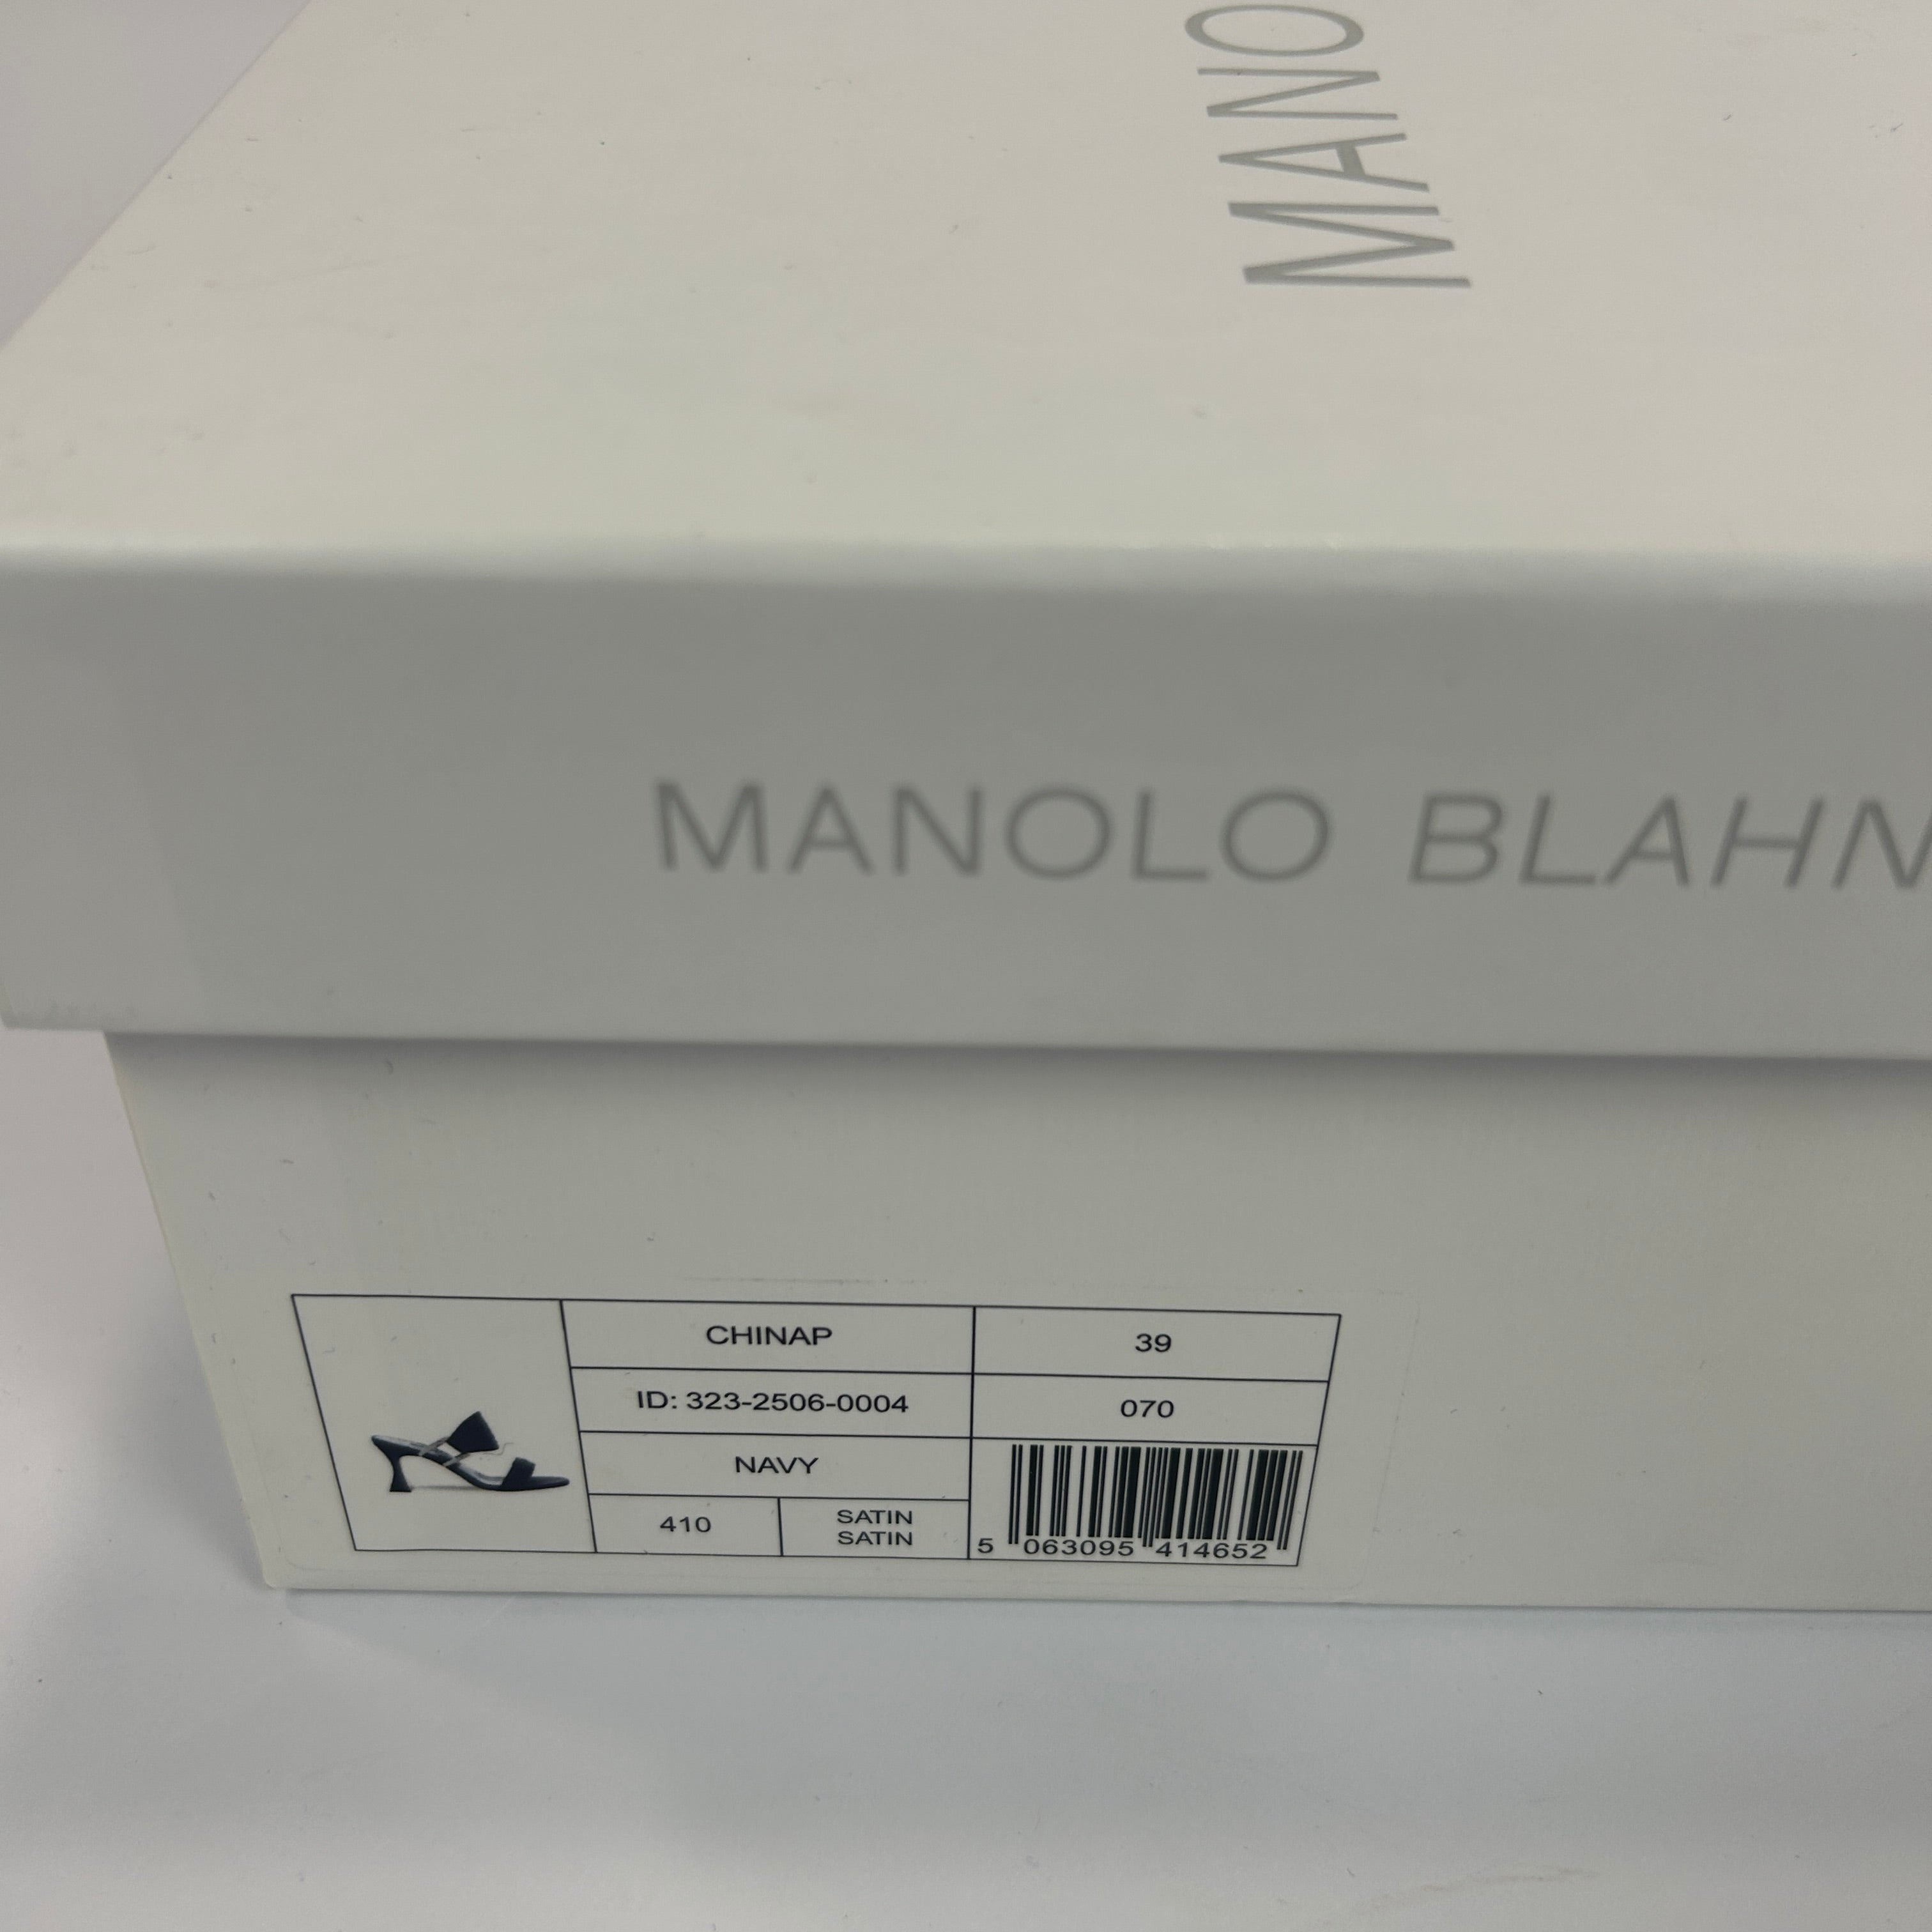 MANO
MANOLO BLAHN
CHINAP
39
ID: 323-2506-0004
070
NAVY
410
SATIN
SATIN
5 063095 414652